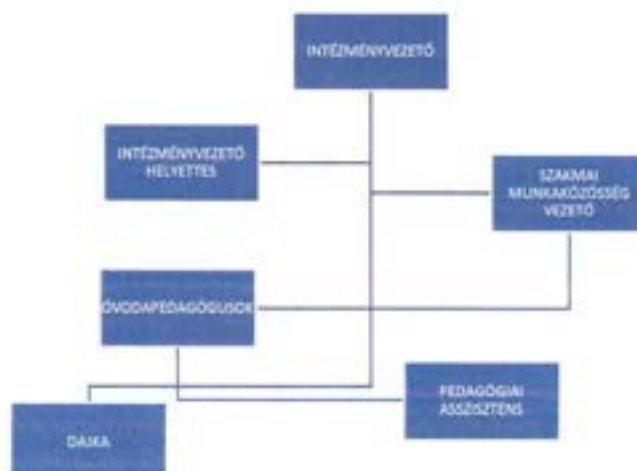 INTÉZMÉNYVEZETŐ
INTÉZMÉNYVEZETŐ
HELYETTES
SZAKMAI
MUNKAKÖZÖSSÉG
VEZETŐ
ÓVODAPEDAGÓGUSOK
PEDAGÓGIAI
ASSZISZTENS
DAJKA